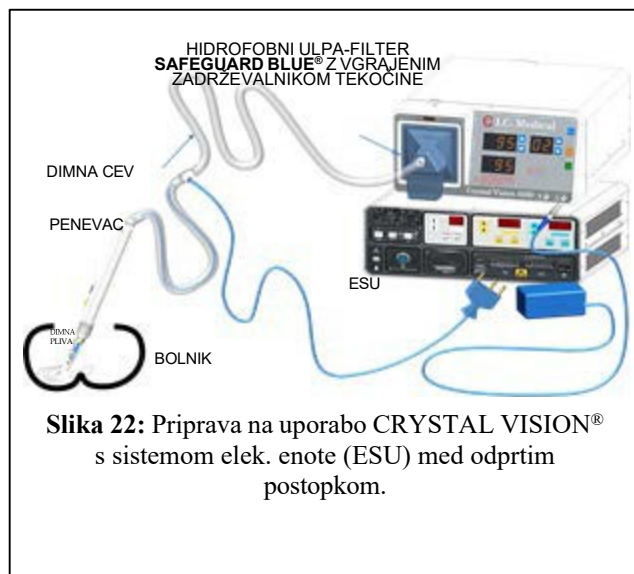 HIDROFOBNI ULPA-FILTER
SAFEGUARD BLUE® Z VGRAJENIM
ZADRŽEVALNIKOM TEKOČINE
I.C. Medical
95
02
95
DIMNA CEV
PENEVAC
ESU
DIMNA
PLIVA
BOLNIK
Slika 22: Priprava na uporabo CRYSTAL VISION®
s sistemom elek. enote (ESU) med odprtim
postopkom.